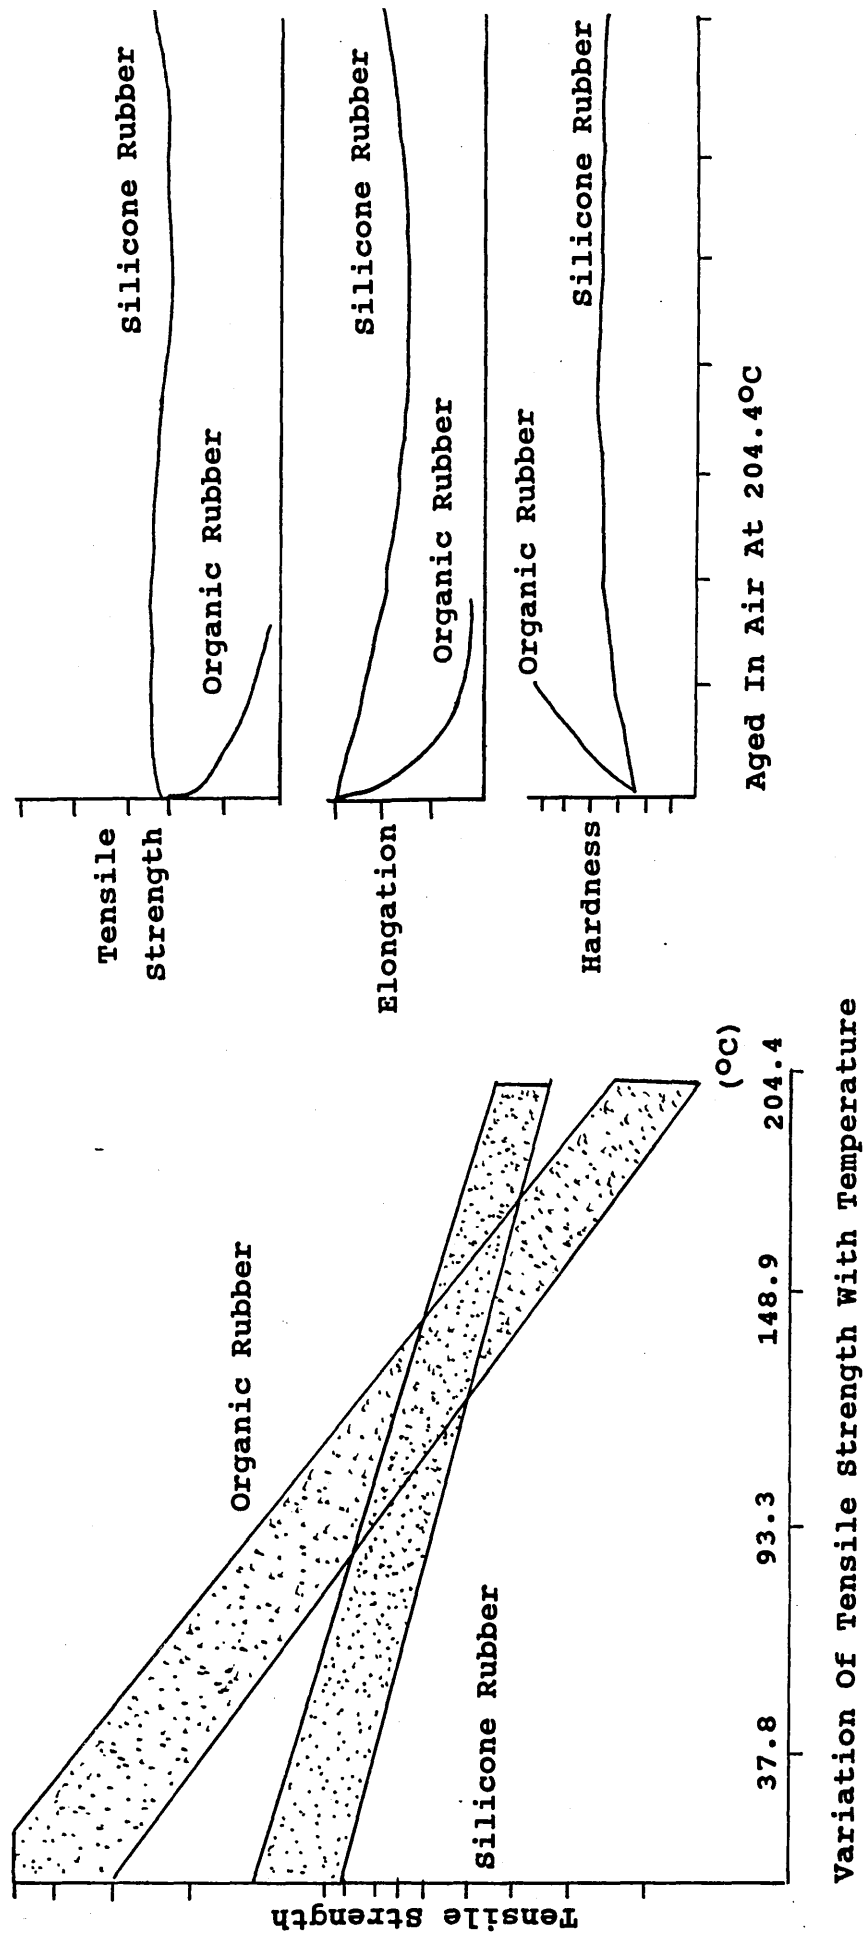 Tensile Strength
Organic Rubber
Silicone Rubber
(°C)
37.8
93.3
148.9
204.4
Variation Of Tensile Strength With Temperature
Tensile
Strength
Silicone Rubber
Organic Rubber
Elongation
Silicone Rubber
Organic Rubber
Hardness
Organic Rubber
Silicone Rubber
Aged In Air At 204.4°C